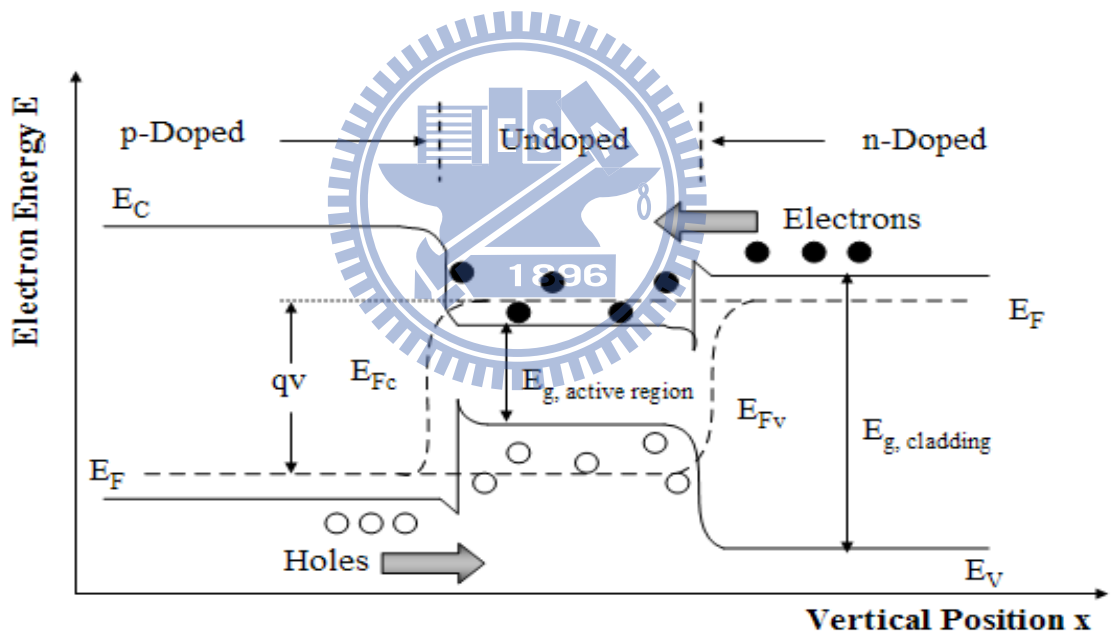 Electron Energy E
p-Doped
Undoped
n-Doped
E_C
Electrons
1896
E_F
qv
E_Fc
E_g, active region
E_Fv
E_g, cladding
E_F
Holes
E_V
Vertical Position x